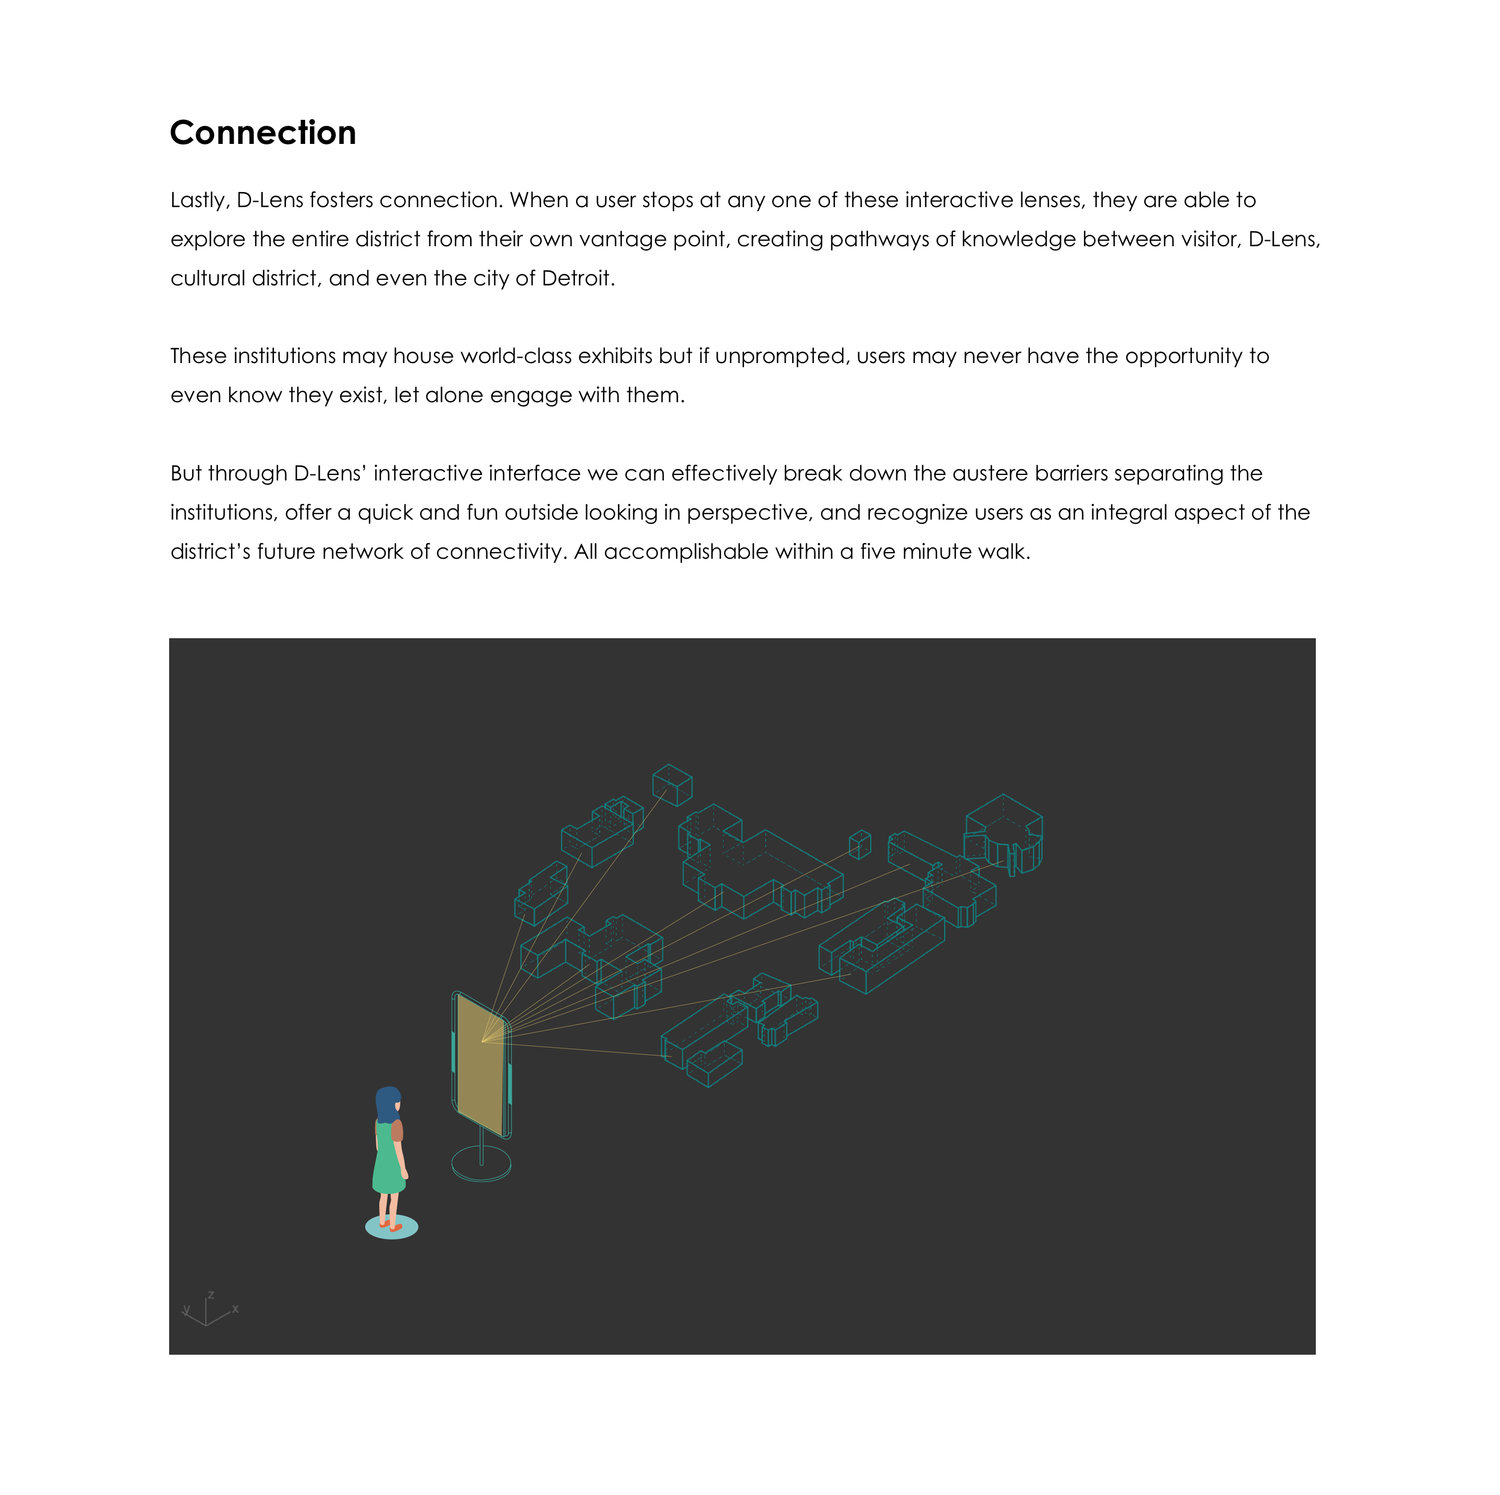 Connection
Lastly, D-Lens fosters connection. When a user stops at any one of these interactive lenses, they are able to
explore the entire district from their own vantage point, creating pathways of knowledge between visitor, D-Lens,
cultural district, and even the city of Detroit.
These institutions may house world-class exhibits but if unprompted, users may never have the opportunity to
even know they exist, let alone engage with them.
But through D-Lens’ interactive interface we can effectively break down the austere barriers separating the
institutions, offer a quick and fun outside looking in perspective, and recognize users as an integral aspect of the
district’s future network of connectivity. All accomplishable within a five minute walk.
z
y x